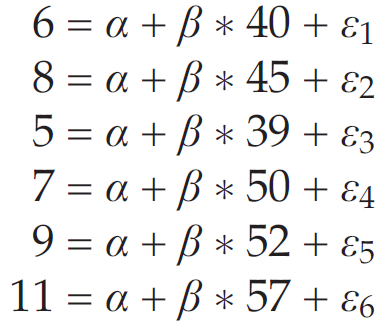 6 = α + β ∗ 40 + ε₁
8 = α + β ∗ 45 + ε₂
5 = α + β ∗ 39 + ε₃
7 = α + β ∗ 50 + ε₄
9 = α + β ∗ 52 + ε₅
11 = α + β ∗ 57 + ε₆